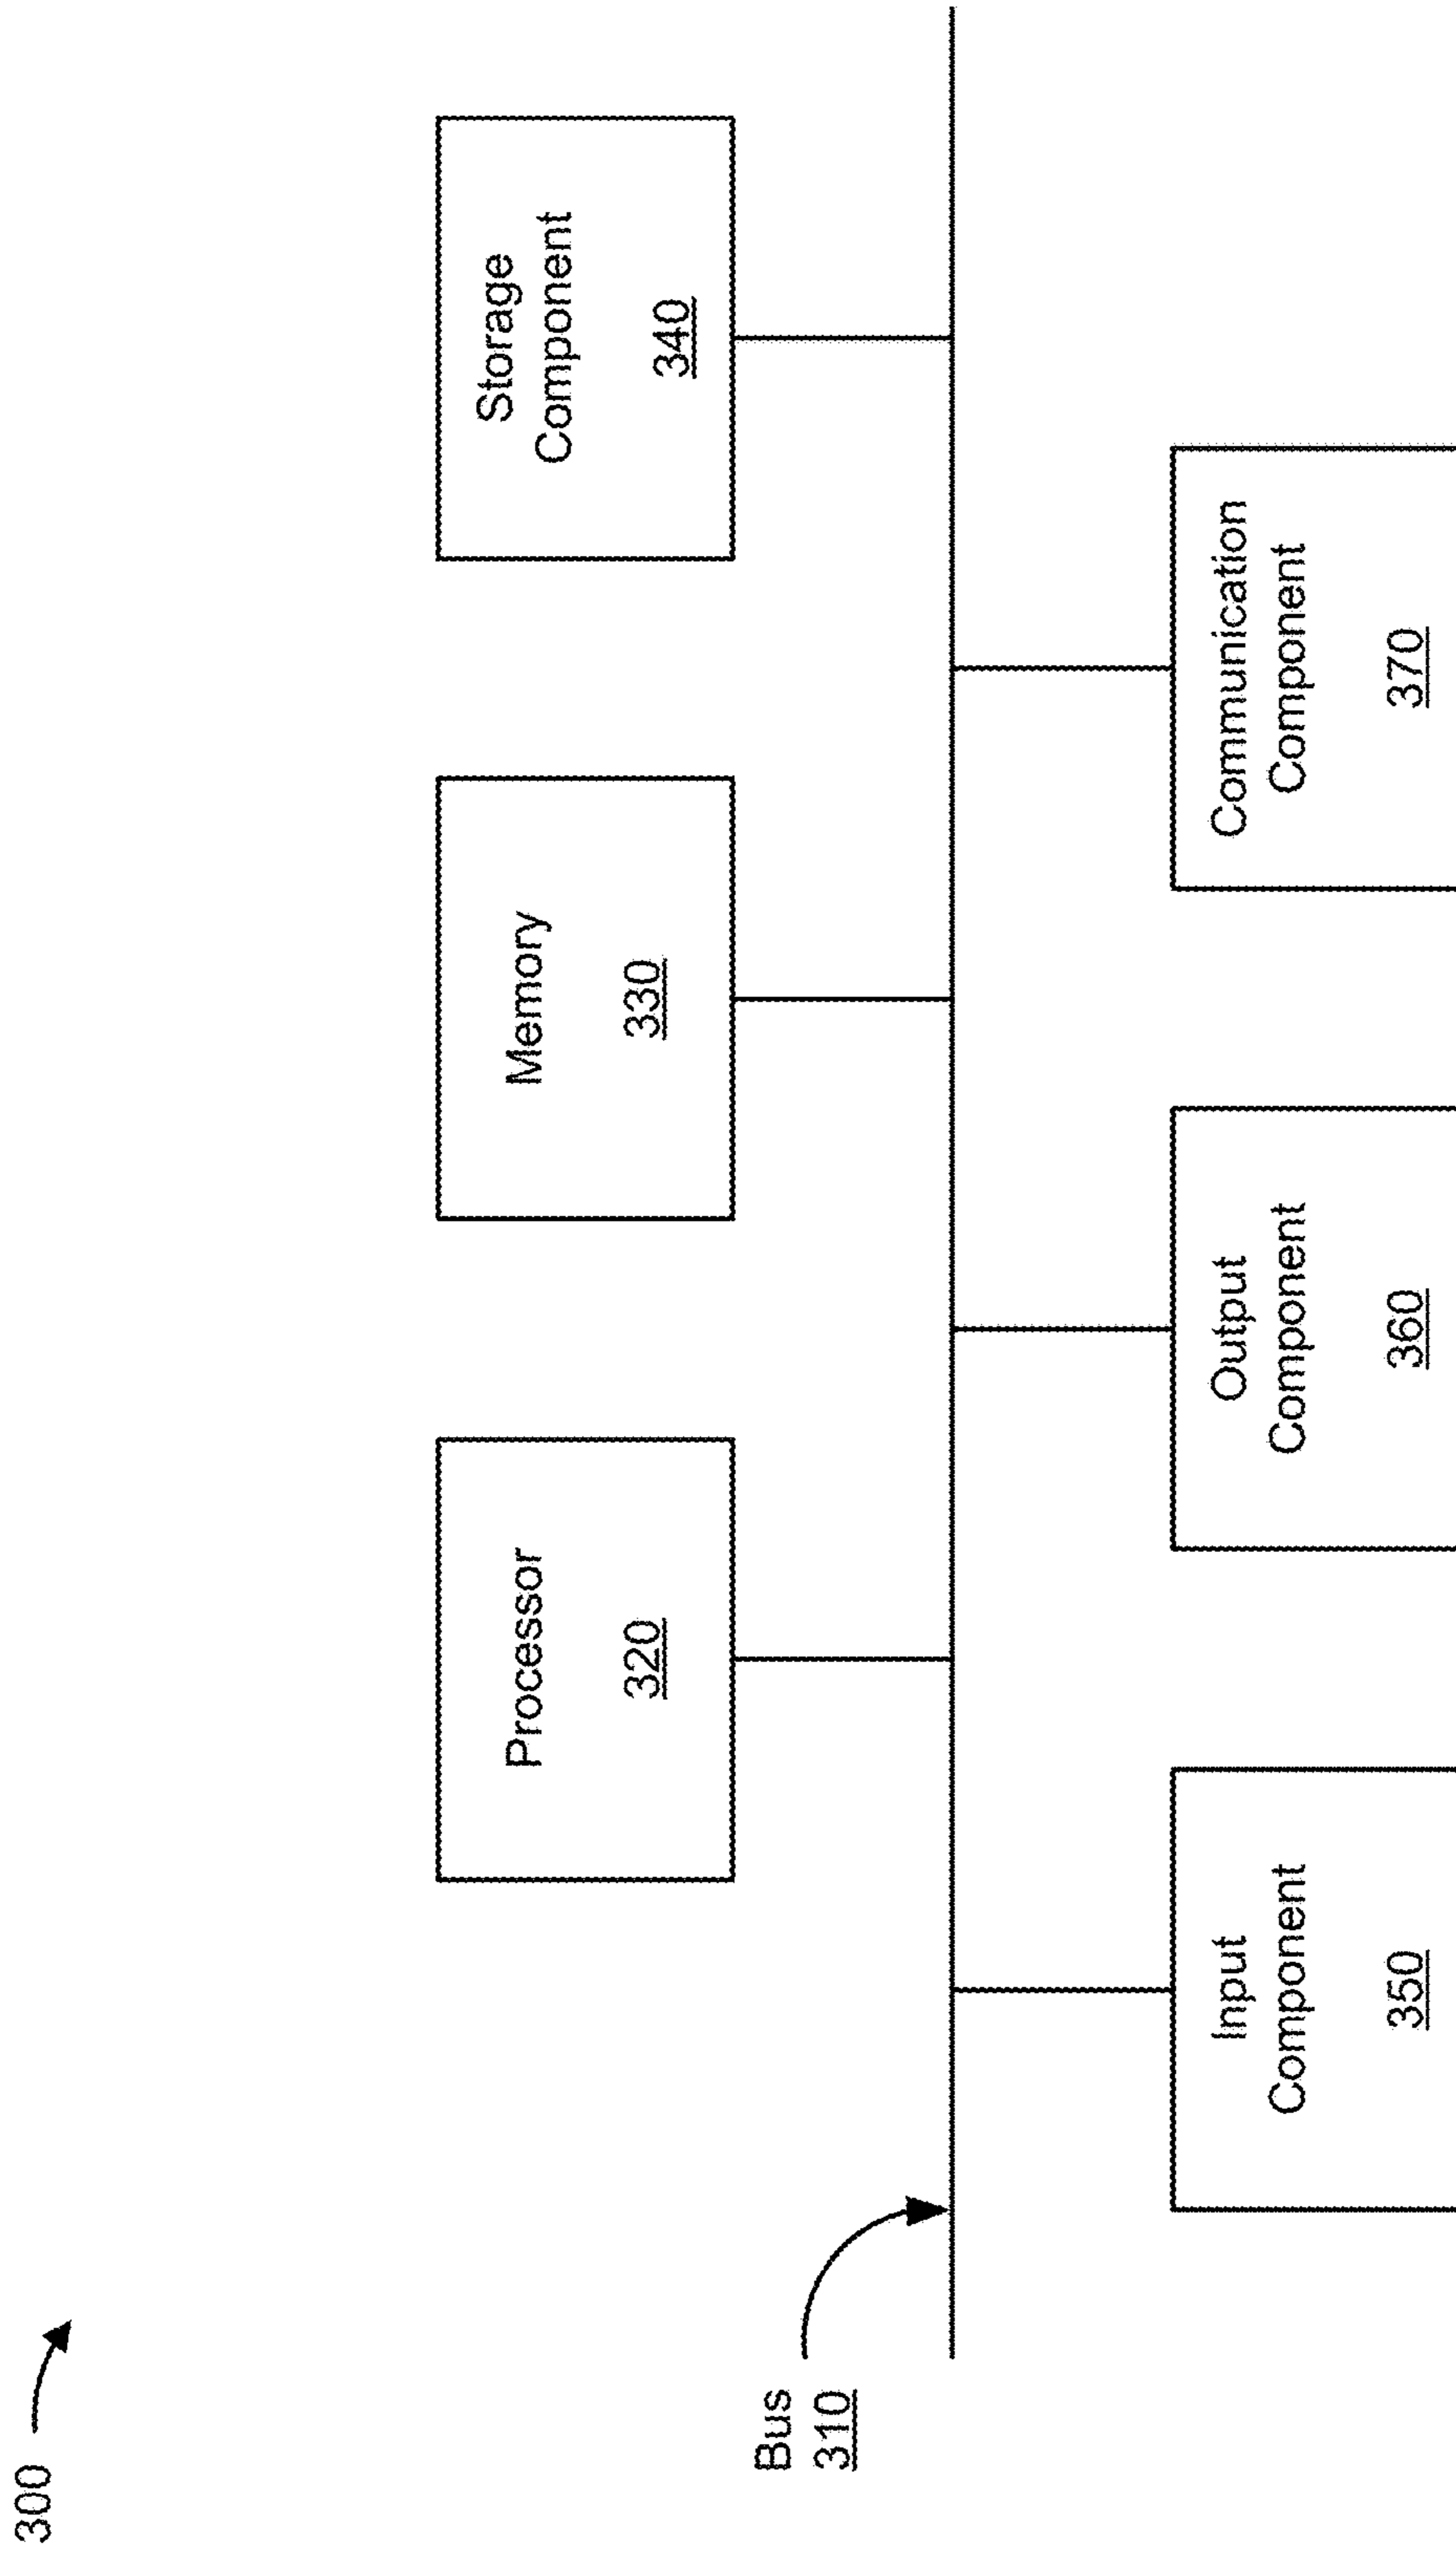 300
Bus
310
Processor
320
Memory
330
Storage
Component
340
Input
Component
350
Output
Component
360
Communication
Component
370